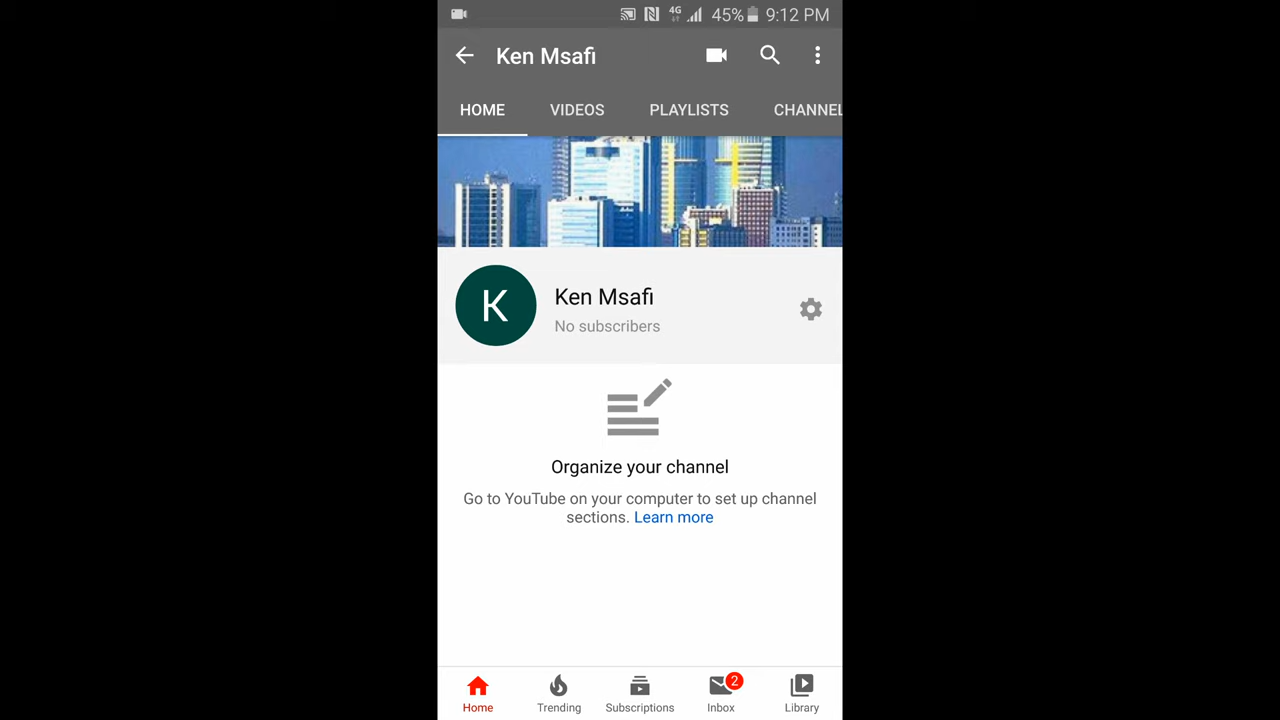 4G 45% 9:12 PM
Ken Msafi
HOME VIDEOS PLAYLISTS CHANNEL
K
Ken Msafi
No subscribers
Organize your channel
Go to YouTube on your computer to set up channel
sections. Learn more
2
Home Trending Subscriptions Inbox Library